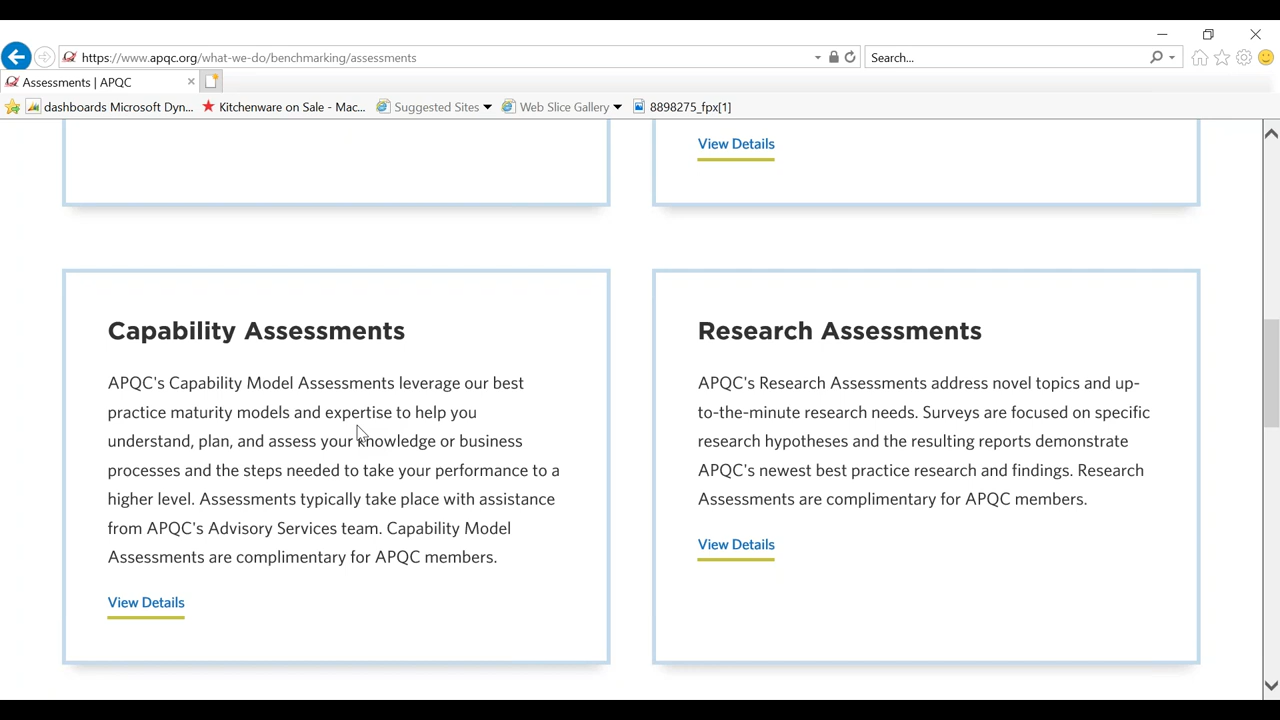 https://www.apqc.org/what-we-do/benchmarking/assessments
Search...
Assessments | APQC
dashboards Microsoft Dyn...
Kitchenware on Sale - Mac...
Suggested Sites
Web Slice Gallery
8898275_fpx[1]
View Details
Capability Assessments
APQC's Capability Model Assessments leverage our best
practice maturity models and expertise to help you
understand, plan, and assess your knowledge or business
processes and the steps needed to take your performance to a
higher level. Assessments typically take place with assistance
from APQC's Advisory Services team. Capability Model
Assessments are complimentary for APQC members.
View Details
Research Assessments
APQC's Research Assessments address novel topics and up-
to-the-minute research needs. Surveys are focused on specific
research hypotheses and the resulting reports demonstrate
APQC's newest best practice research and findings. Research
Assessments are complimentary for APQC members.
View Details